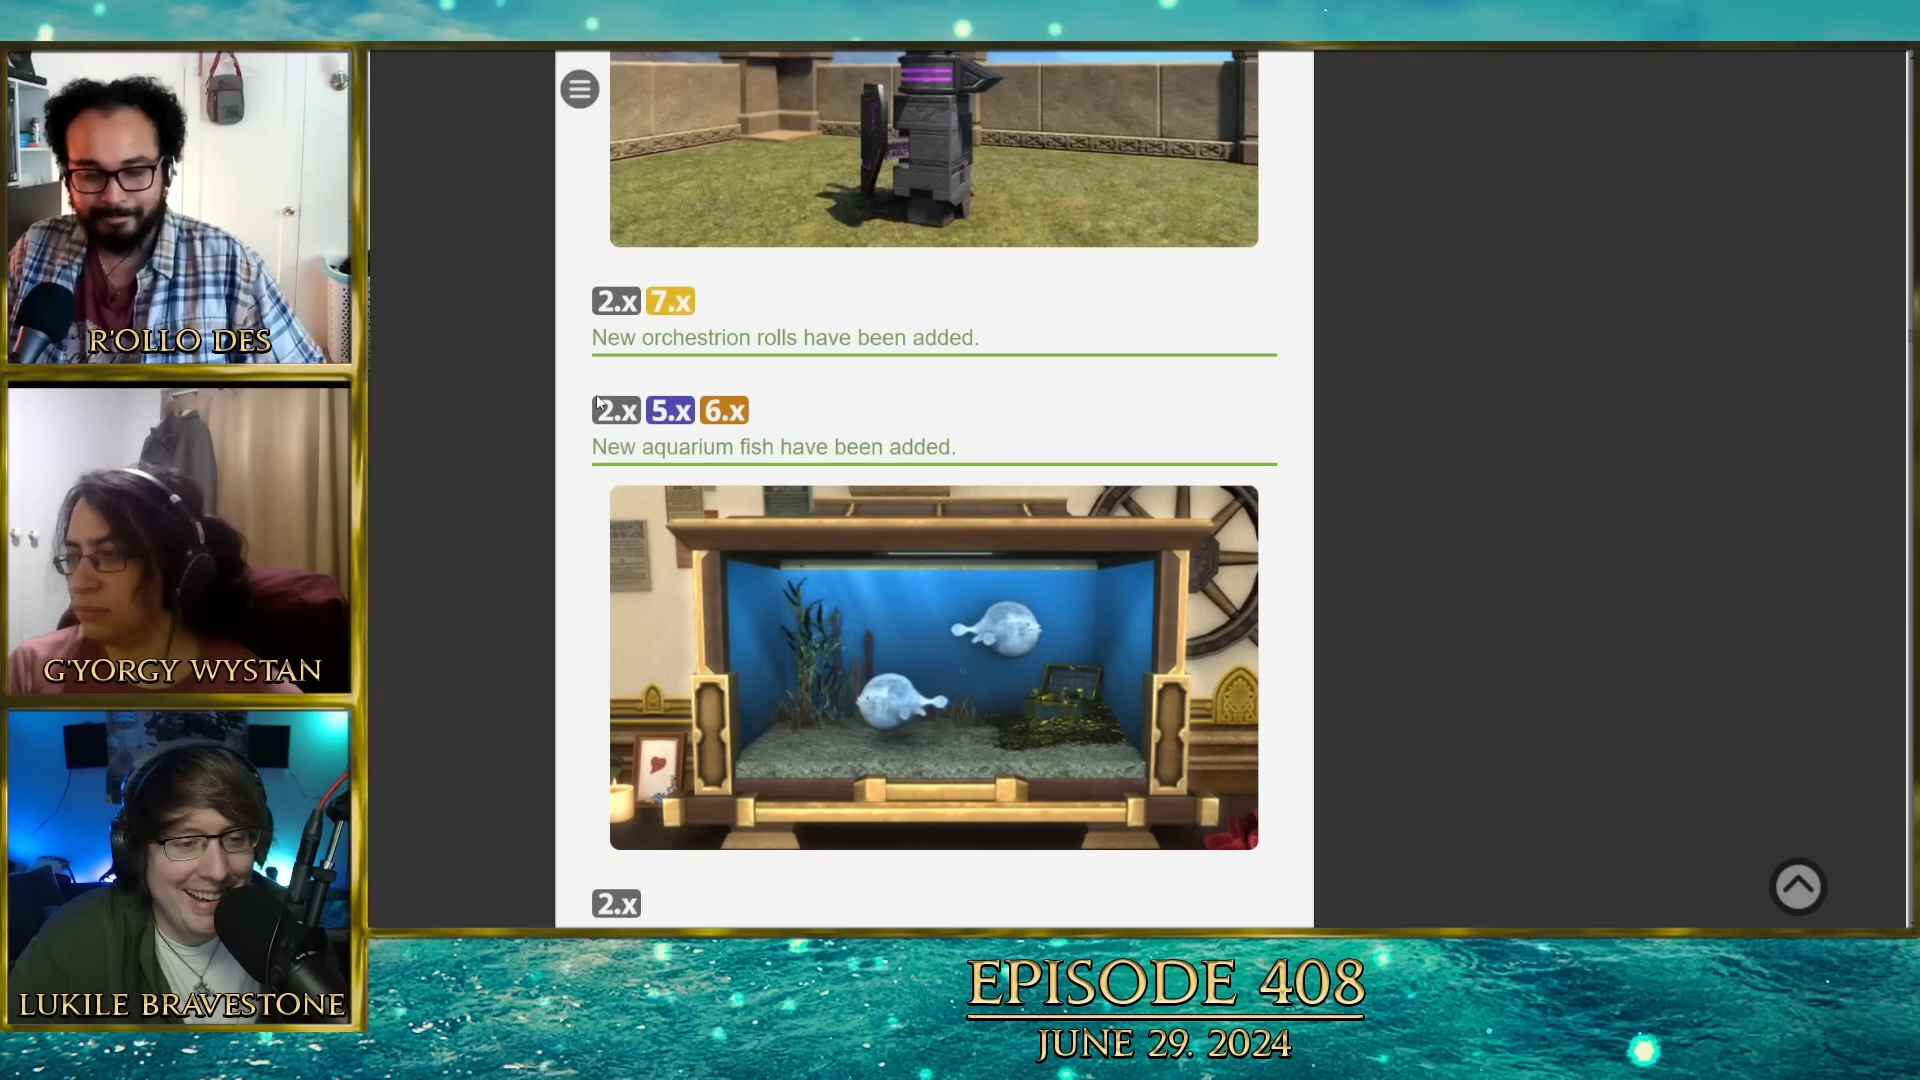 R'OLLO DES
G'YORGY WYSTAN
LUKILE BRAVESTONE
2.x 7.x
New orchestrion rolls have been added.
2.x 5.x 6.x
New aquarium fish have been added.
2.x
EPISODE 408
JUNE 29. 2024